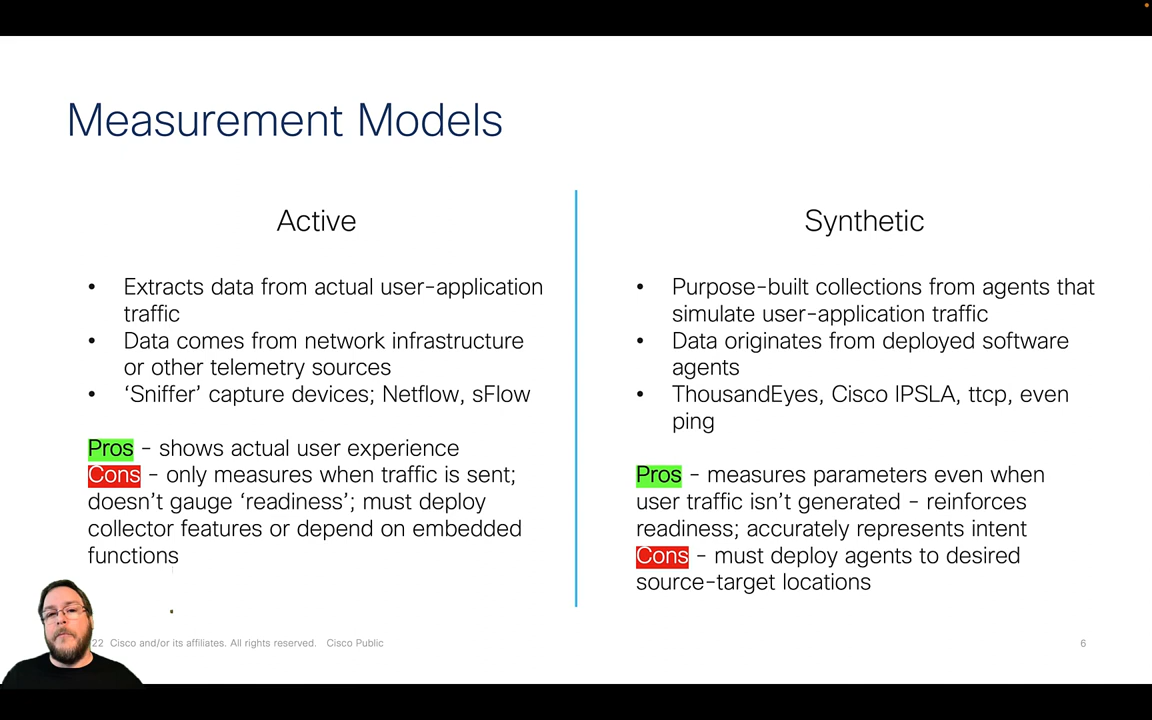 Measurement Models
Active
• Extracts data from actual user-application
traffic
• Data comes from network infrastructure
or other telemetry sources
• ‘Sniffer’ capture devices; Netflow, sFlow
Pros - shows actual user experience
Cons - only measures when traffic is sent;
doesn’t gauge ‘readiness’; must deploy
collector features or depend on embedded
functions
Synthetic
• Purpose-built collections from agents that
simulate user-application traffic
• Data originates from deployed software
agents
• ThousandEyes, Cisco IPSLA, ttcp, even
ping
Pros - measures parameters even when
user traffic isn’t generated - reinforces
readiness; accurately represents intent
Cons - must deploy agents to desired
source-target locations
22 Cisco and/or its affiliates. All rights reserved. Cisco Public
6